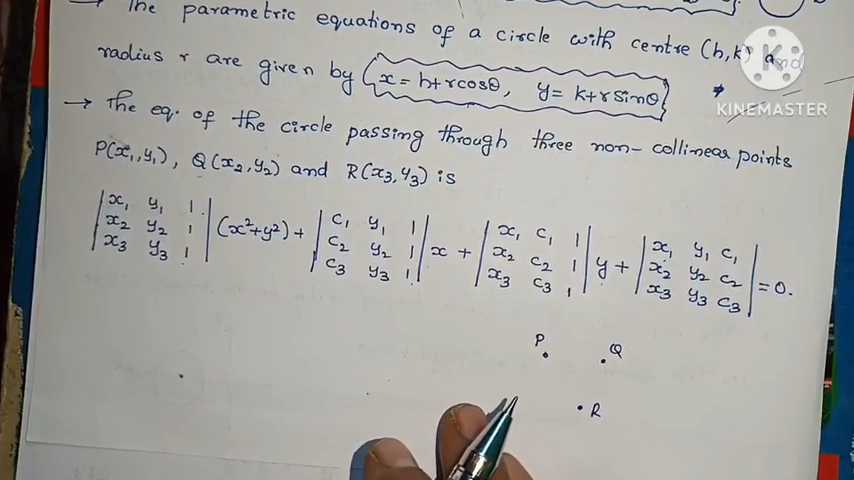 → The parametric equations of a circle with centre (h,k) and
radius r are given by x = h+rcosθ, y = k+rsinθ
→ The eq. of the circle passing through three non-collinear points
P(x₁,y₁), Q(x₂,y₂) and R(x₃,y₃) is
|x₁ y₁ 1| (x²+y²) + |c₁ y₁ 1| x + |x₁ c₁ 1| y + |x₁ y₁ c₁| = 0.
|x₂ y₂ 1| |c₂ y₂ 1| |x₂ c₂ 1| |x₂ y₂ c₂|
|x₃ y₃ 1| |c₃ y₃ 1| |x₃ c₃ 1| |x₃ y₃ c₃|
P
Q
R
K
KINEMASTER